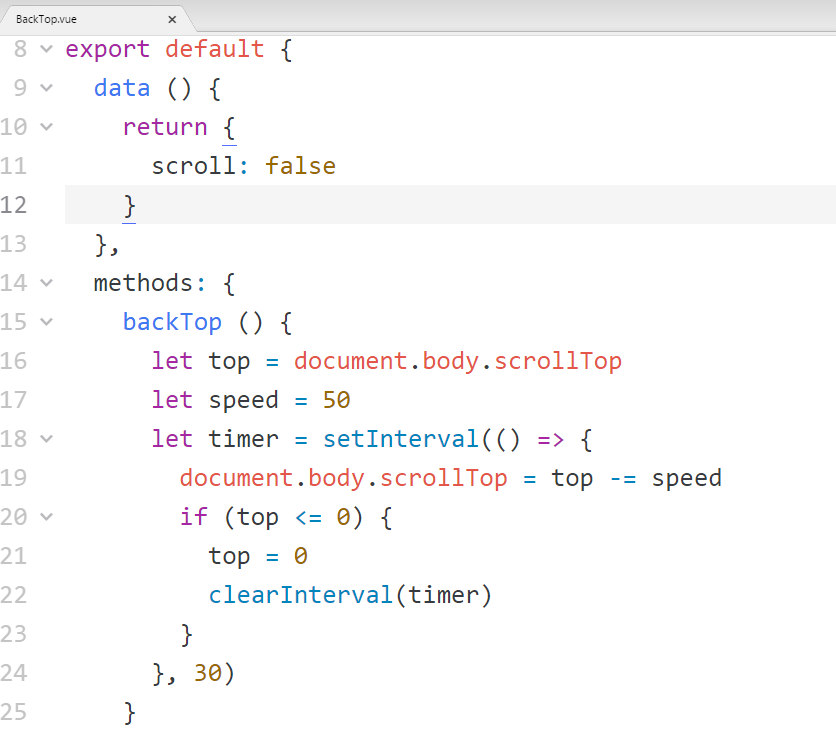 BackTop.vue ×
8 export default {
9 data () {
10 return {
11 scroll: false
12 }
13 },
14 methods: {
15 backTop () {
16 let top = document.body.scrollTop
17 let speed = 50
18 let timer = setInterval(() => {
19 document.body.scrollTop = top -= speed
20 if (top <= 0) {
21 top = 0
22 clearInterval(timer)
23 }
24 }, 30)
25 }